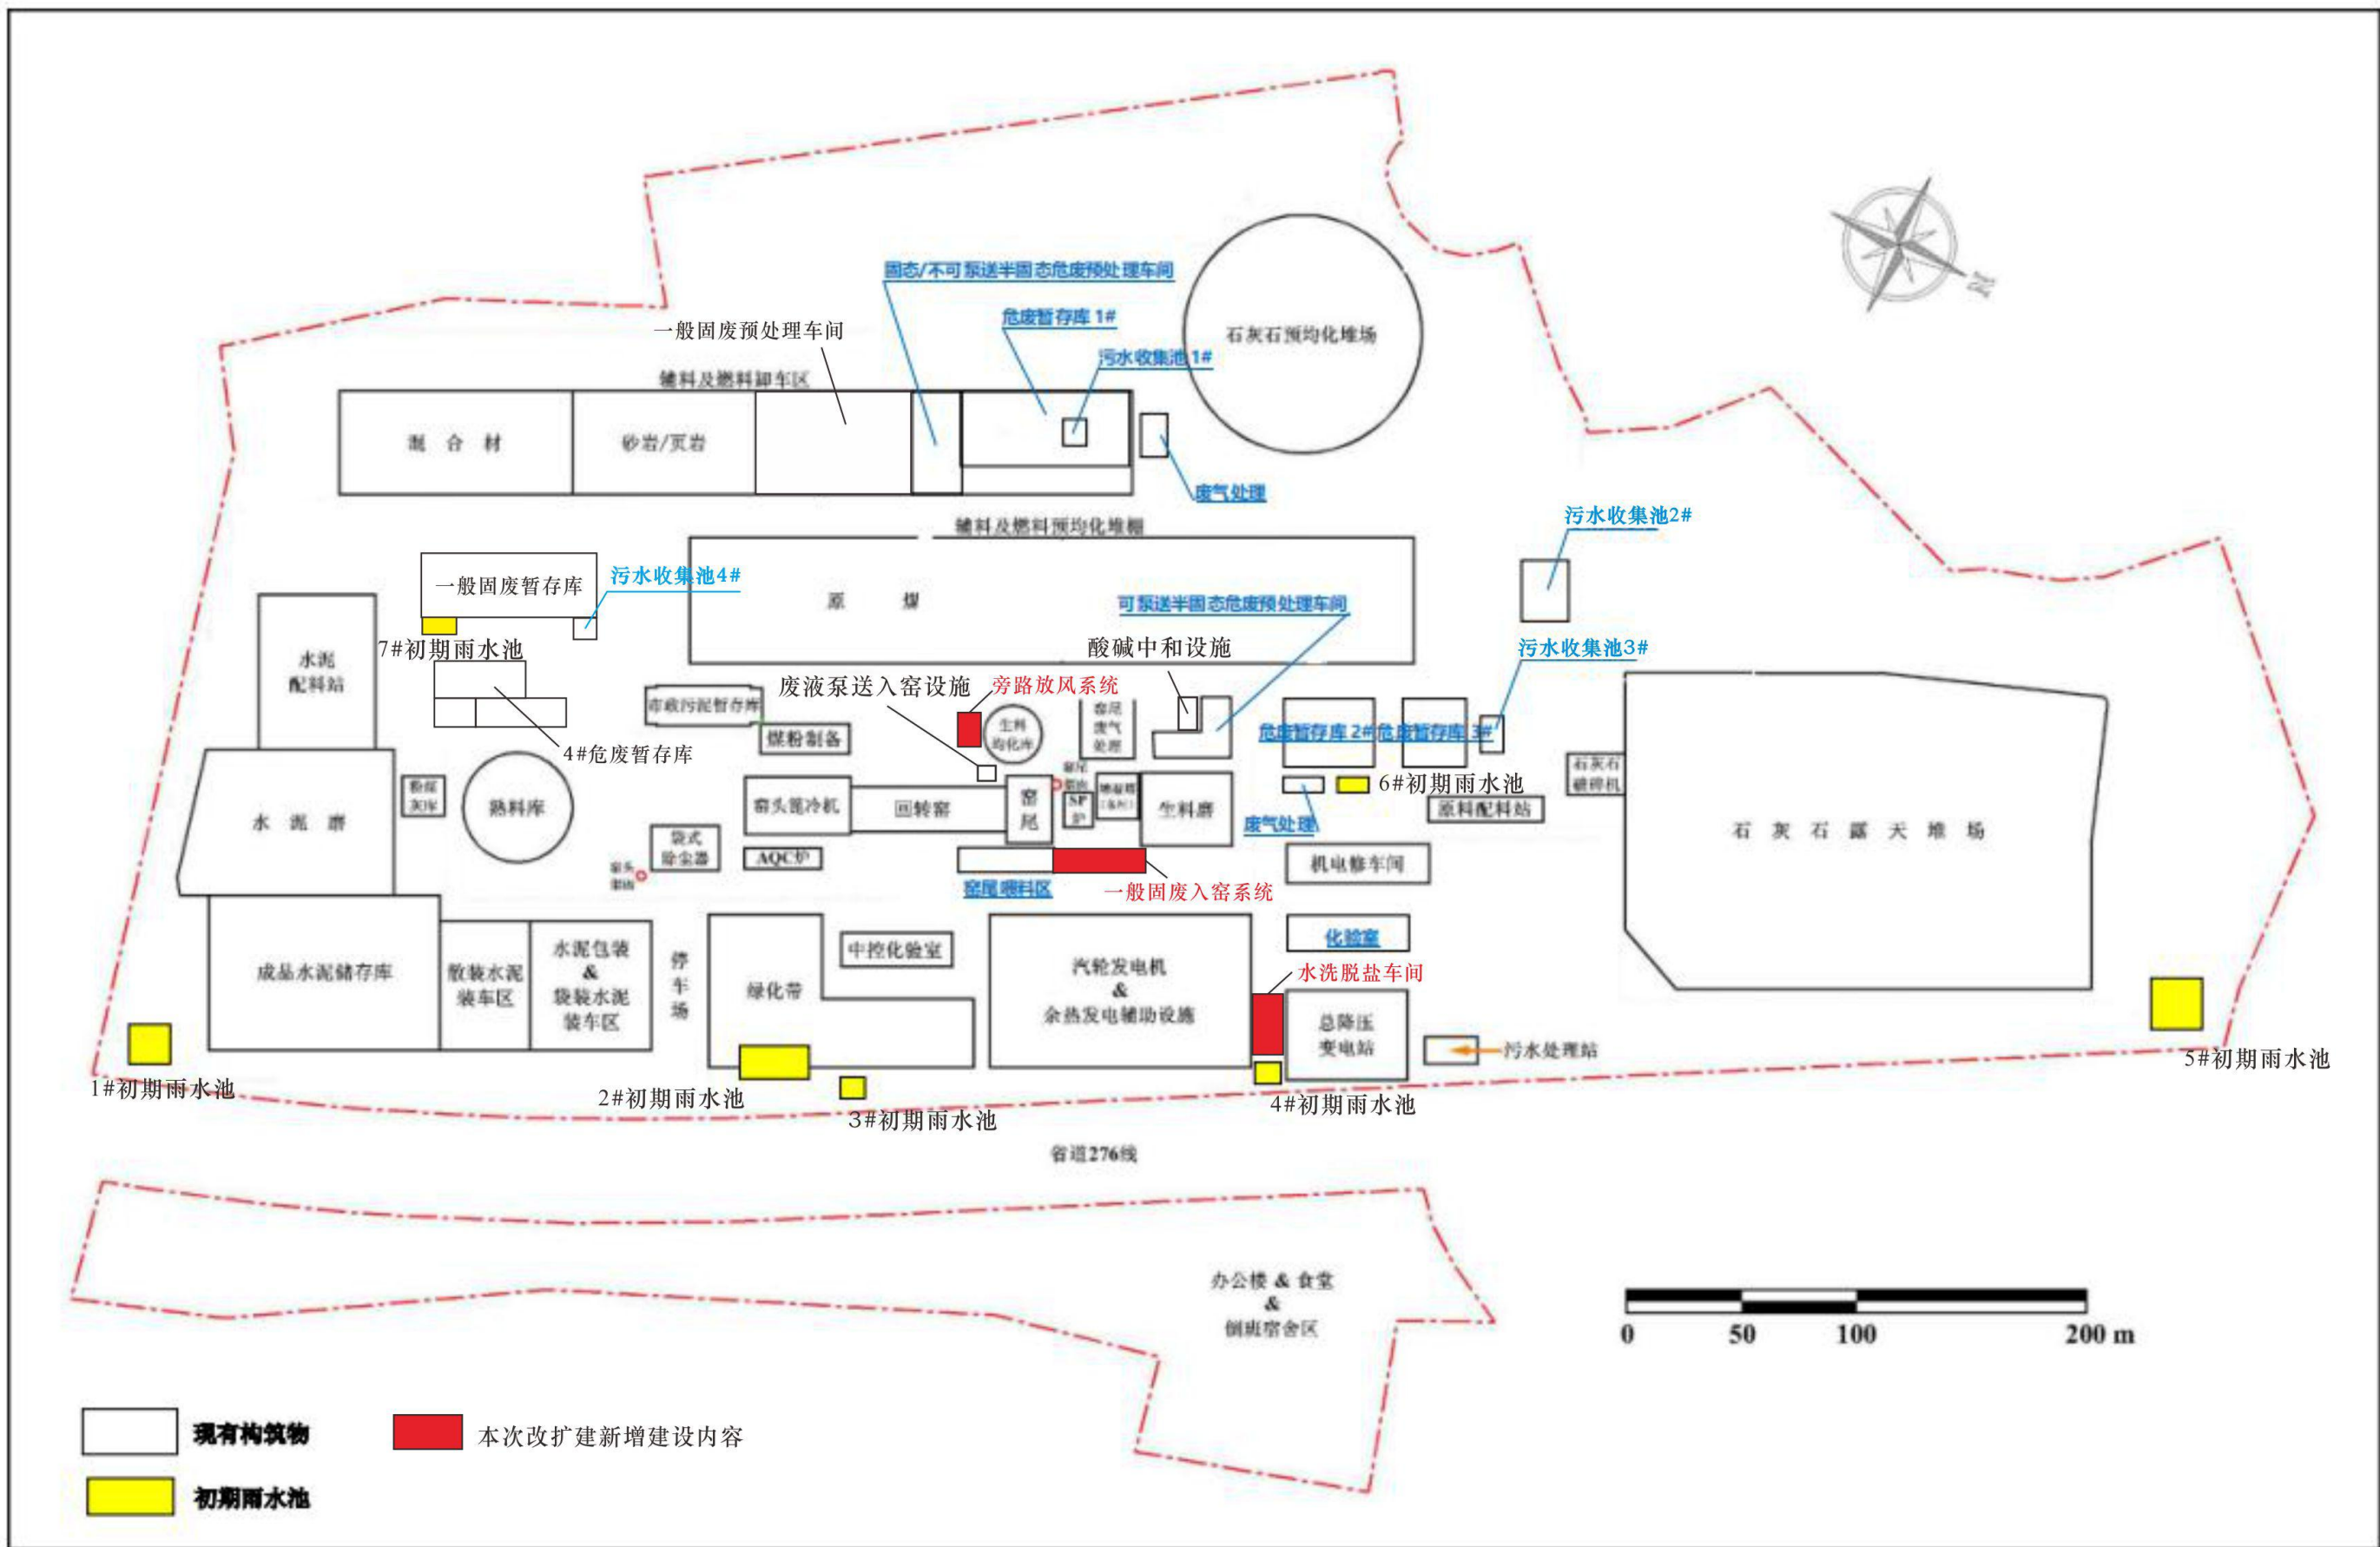 固态/不可泵送半固态危废预处理车间
危废暂存库 1#
一般固废预处理车间
污水收集池 1#
石灰石预均化堆场
辅料及燃料卸车区
混 合 材
砂岩/页岩
废气处理
N
辅料及燃料预均化堆棚
污水收集池2#
一般固废暂存库
污水收集池4#
原 煤
可泵送半固态危废预处理车间
7#初期雨水池
酸碱中和设施
污水收集池3#
水泥
配料站
废液泵送入窑设施
旁路放风系统
市政污泥暂存库
生料
均化库
窑尾
废气
处理
煤粉制备
危废暂存库 2#
危废暂存库 3#
4#危废暂存库
石灰石
破碎机
6#初期雨水池
粉煤
灰库
熟料库
水 泥 磨
窑头篦冷机
回转窑
窑
尾
窑尾
烟囱
SP
炉
生料磨
原料配料站
石 灰 石 露 天 堆 场
废气处理
袋式
除尘器
AQC炉
窑头
烟囱
窑尾喂料区
一般固废入窑系统
机电修车间
化验室
成品水泥储存库
散装水泥
装车区
水泥包装
&
袋装水泥
装车区
停
车
场
绿化带
中控化验室
汽轮发电机
&
余热发电辅助设施
水洗脱盐车间
总降压
变电站
污水处理站
1#初期雨水池
2#初期雨水池
3#初期雨水池
4#初期雨水池
5#初期雨水池
省道276线
办公楼 & 食堂
&
倒班宿舍区
0 50 100 200 m
现有构筑物
本次改扩建新增建设内容
初期雨水池